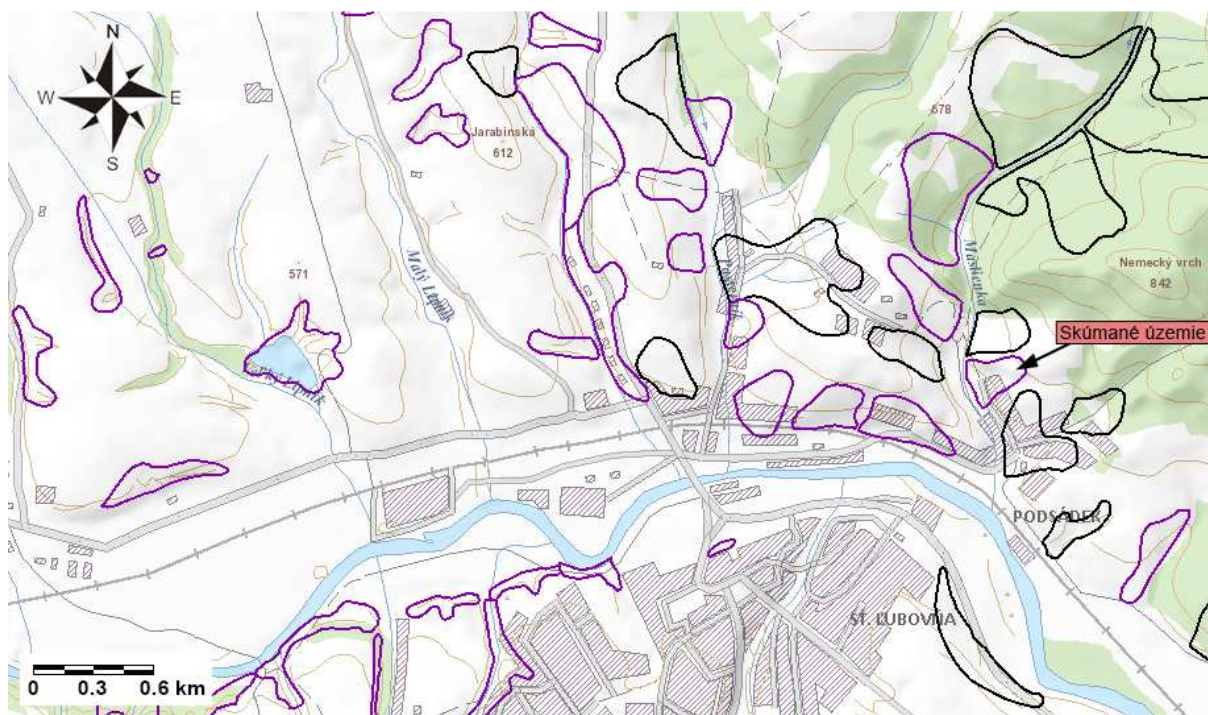 N
W E
S
678
Jarabinská
612
Malý Lipník
Maslienka
Nemecký vrch
842
571
Skúmané územie
PODSADEK
ST. ĽUBOVŇA
0 0.3 0.6 km